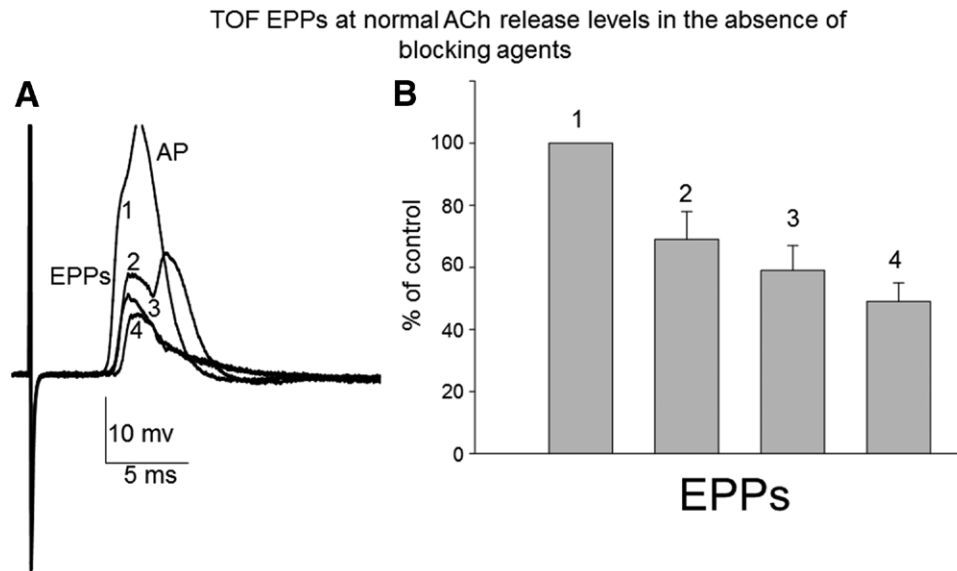 TOF EPPs at normal ACh release levels in the absence of
blocking agents
A
AP
1
EPPs
2
3
4
10 mv
5 ms
B
% of control
100
80
60
40
20
0
1
2
3
4
EPPs